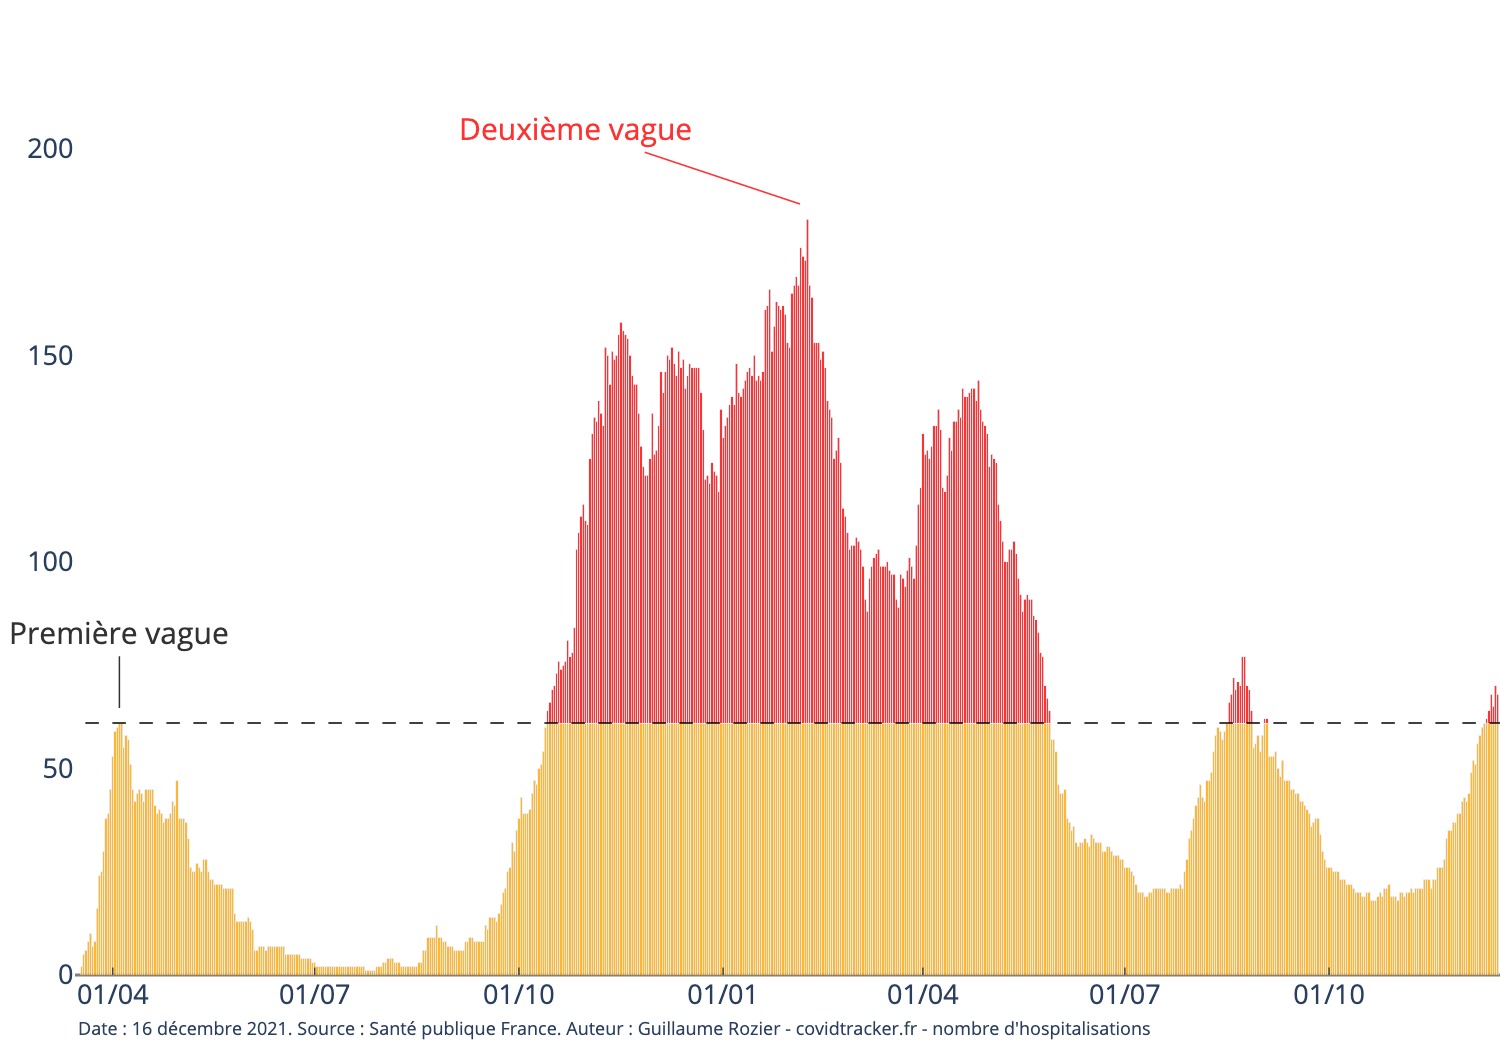 Deuxième vague
200
150
100
Première vague
50
0
01/04 01/07 01/10 01/01 01/04 01/07 01/10
Date : 16 décembre 2021. Source : Santé publique France. Auteur : Guillaume Rozier - covidtracker.fr - nombre d'hospitalisations